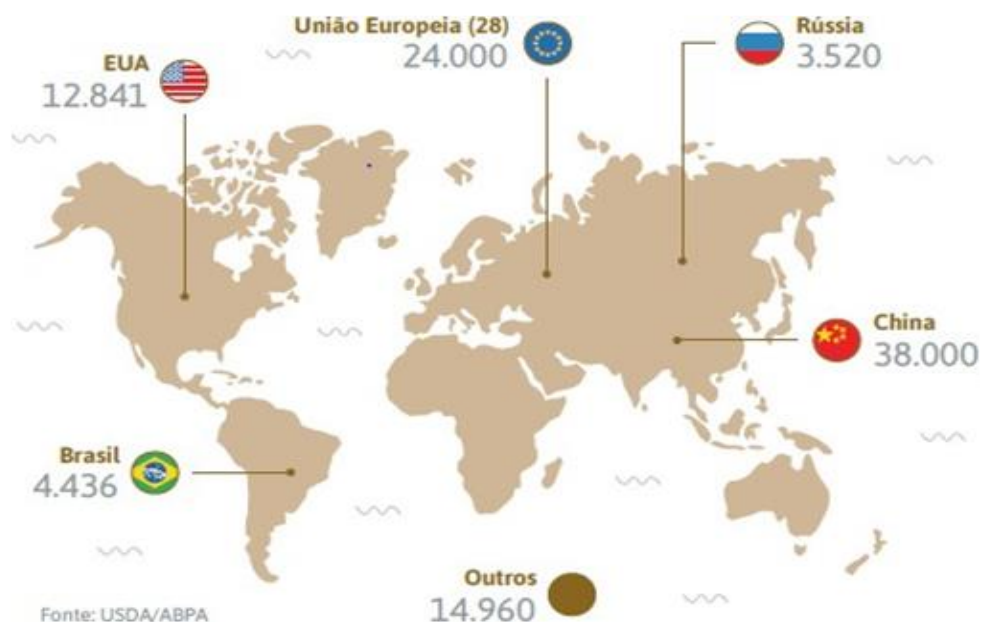 União Europeia (28)
24.000
Rússia
3.520
EUA
12.841
China
38.000
Brasil
4.436
Outros
14.960
Fonte: USDA/ABPA